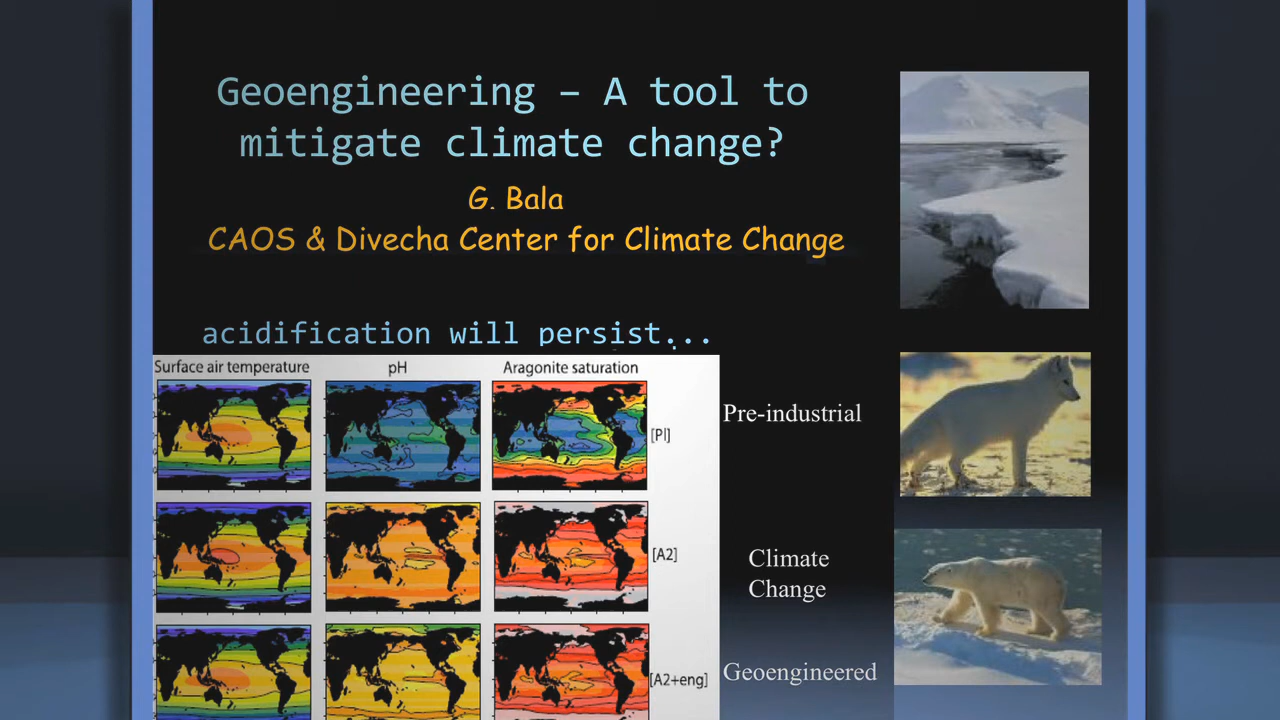 Geoengineering – A tool to
mitigate climate change?
G. Bala
CAOS & Divecha Center for Climate Change
acidification will persist...
Surface air temperature pH Aragonite saturation
[PI] Pre-industrial
[A2] Climate
Change
[A2+eng] Geoengineered